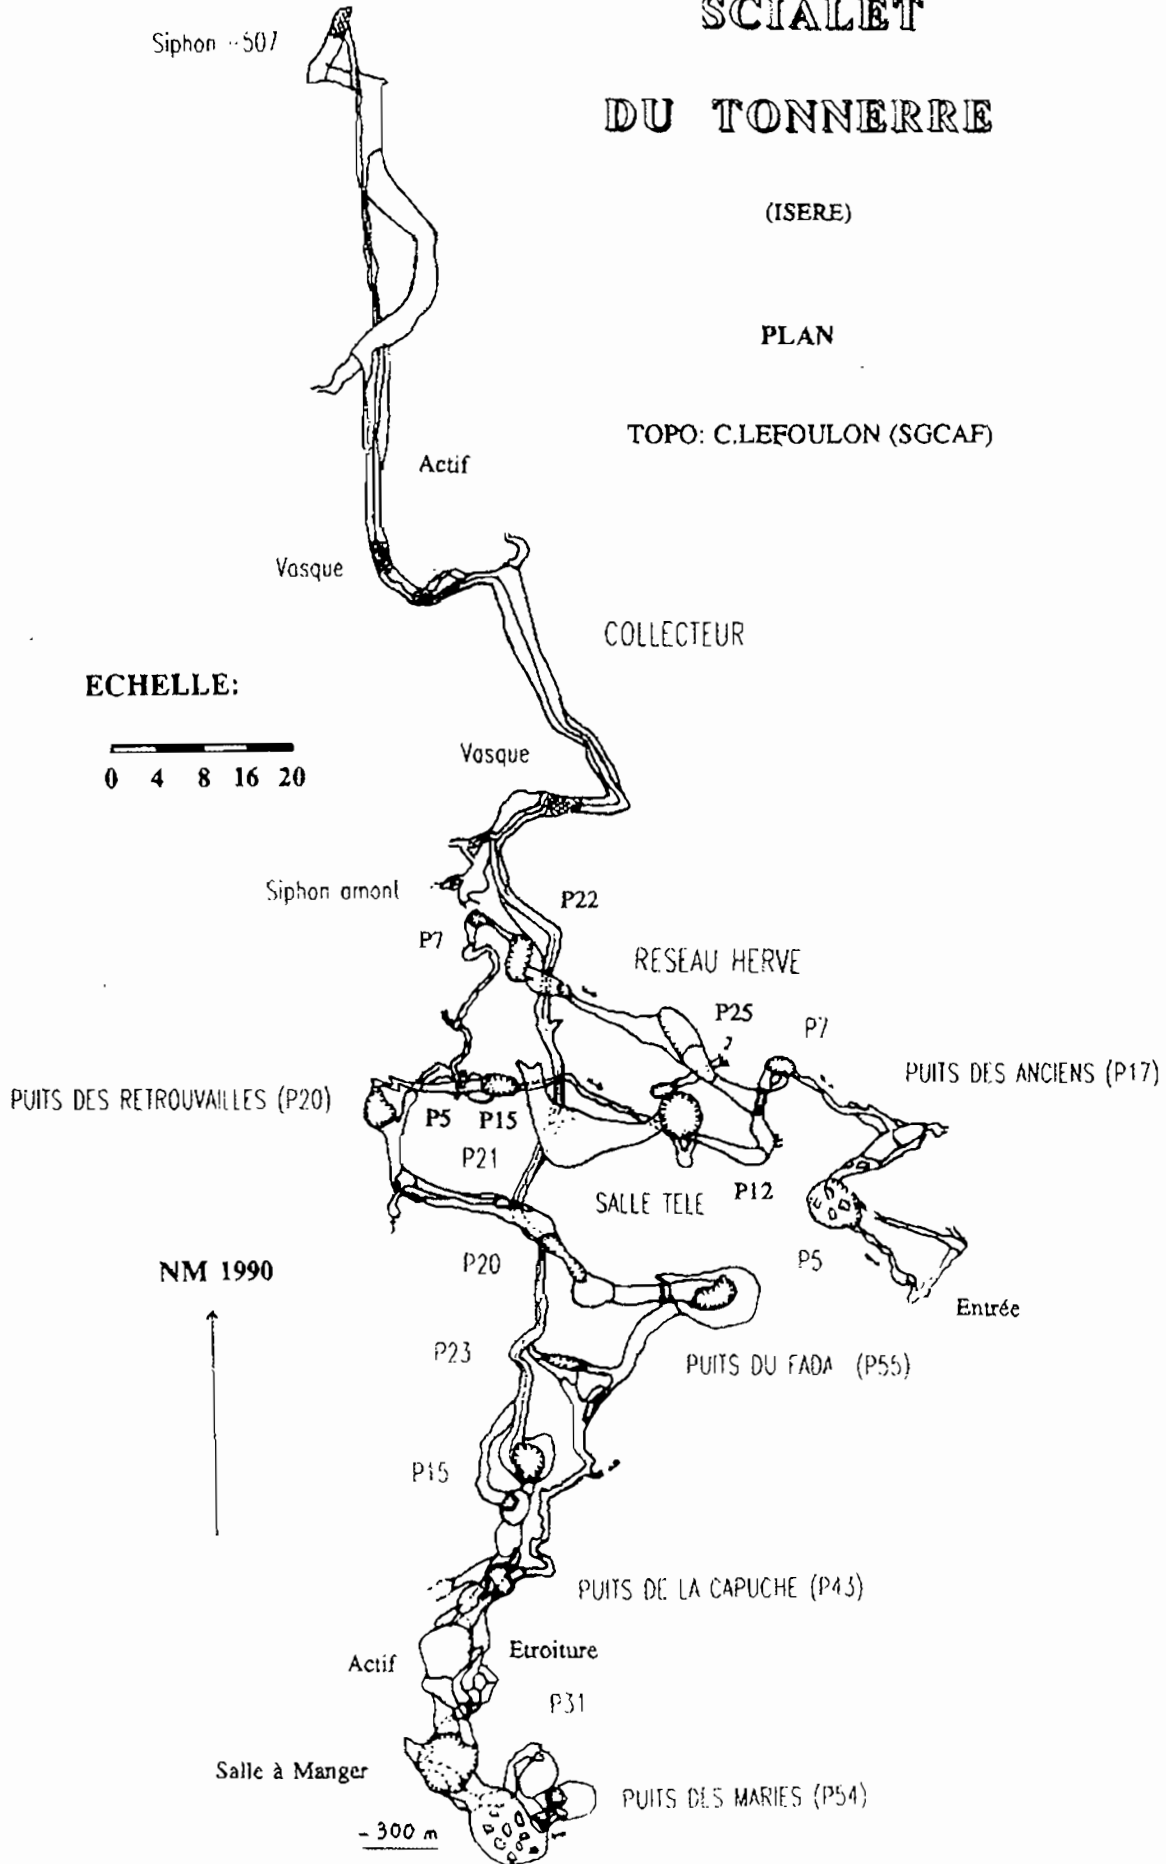 SCIALET
DU TONNERRE
(ISERE)
PLAN
TOPO: C.LEFOULON (SGCAF)
Siphon -507
Actif
Vasque
COLLECTEUR
ECHELLE:
0 4 8 16 20
Vasque
Siphon amont
P22
P7
RESEAU HERVE
P25
?
P7
PUITS DES ANCIENS (P17)
PUITS DES RETROUVAILLES (P20)
P5
P15
P21
SALLE TELE
P12
P20
P5
NM 1990
Entrée
P23
PUITS DU FADA (P55)
P15
PUITS DE LA CAPUCHE (P43)
Etroiture
Actif
P31
Salle à Manger
PUITS DES MARIES (P54)
- 300 m